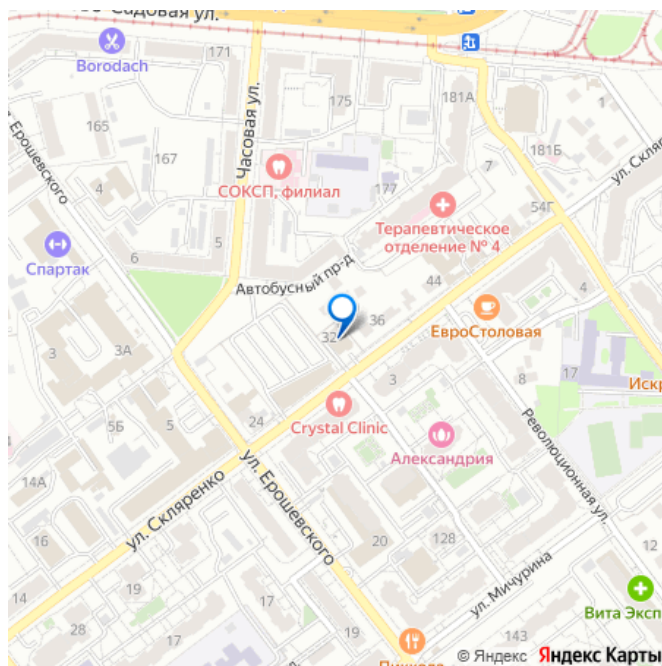 -Садовая ул.
Borodach
171
175
181А
1
165
167
Часовая ул.
Ерошевского
СОКСП, филиал
177
7
181Б
4
ул. Скляр
Терапевтическое
отделение № 4
54Г
Спартак
6
5
Автобусный пр-д
44
4
36
ЕвроСтоловая
32
3
3А
3
8
17
Искр
5Б
5
24
Crystal Clinic
Александрия
Революционная ул.
14А
ул. Скляренко
ул. Ерошевского
16
20
128
12
14
17
17
19
19
ул. Мичурина
143
Вита Эксп
© Яндекс Яндекс Карты